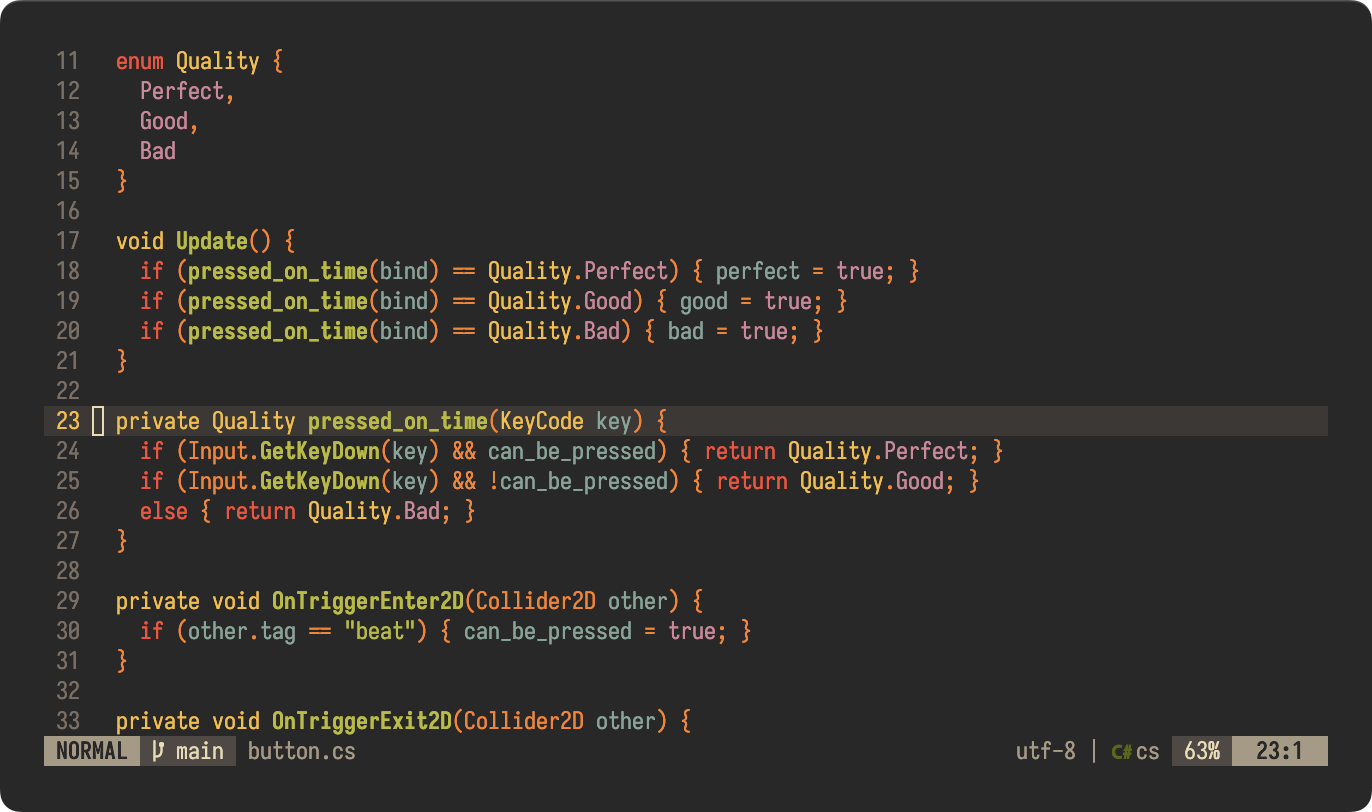 11 enum Quality {
12   Perfect,
13   Good,
14   Bad
15 }
16
17 void Update() {
18   if (pressed_on_time(bind) == Quality.Perfect) { perfect = true; }
19   if (pressed_on_time(bind) == Quality.Good) { good = true; }
20   if (pressed_on_time(bind) == Quality.Bad) { bad = true; }
21 }
22
23 private Quality pressed_on_time(KeyCode key) {
24   if (Input.GetKeyDown(key) && can_be_pressed) { return Quality.Perfect; }
25   if (Input.GetKeyDown(key) && !can_be_pressed) { return Quality.Good; }
26   else { return Quality.Bad; }
27 }
28
29 private void OnTriggerEnter2D(Collider2D other) {
30   if (other.tag == "beat") { can_be_pressed = true; }
31 }
32
33 private void OnTriggerExit2D(Collider2D other) {
NORMAL main button.cs utf-8 | C# cs 63% 23:1